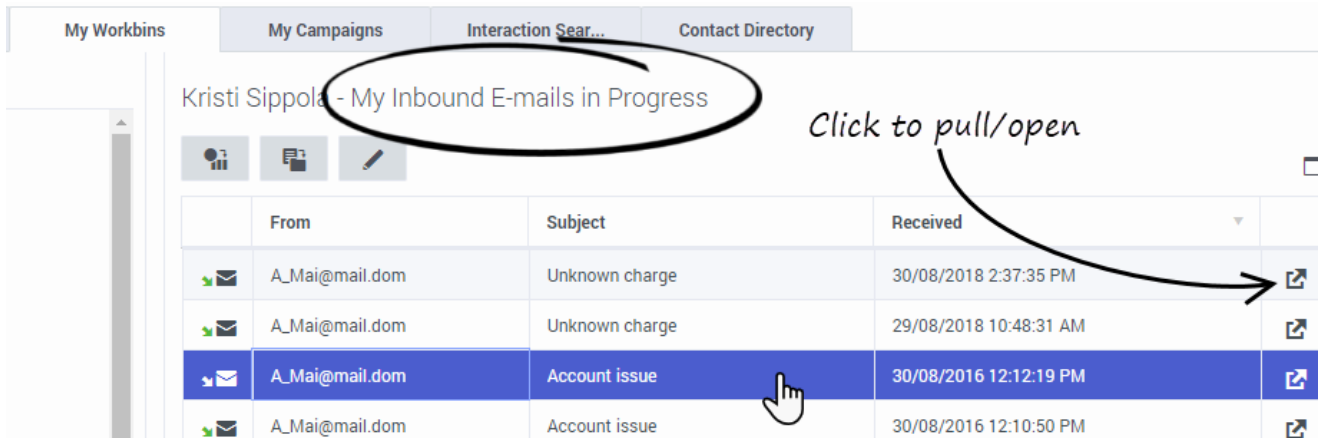 My Workbins My Campaigns Interaction Sear... Contact Directory
Kristi Sippola - My Inbound E-mails in Progress
Click to pull/open
From Subject Received
A_Mai@mail.dom Unknown charge 30/08/2018 2:37:35 PM
A_Mai@mail.dom Unknown charge 29/08/2018 10:48:31 AM
A_Mai@mail.dom Account issue 30/08/2016 12:12:19 PM
A_Mai@mail.dom Account issue 30/08/2016 12:10:50 PM